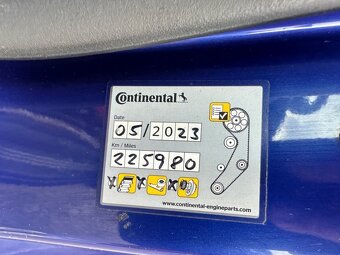 Continental
Date
05/2023
Km / Miles
225980
www.continental-engineparts.com